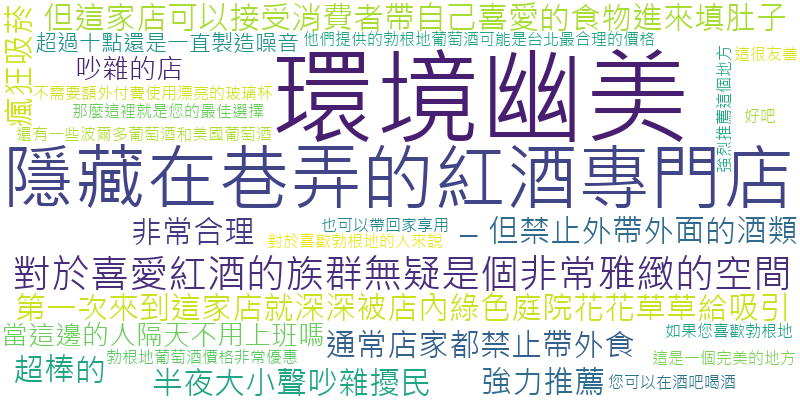 但這家店可以接受消費者帶自己喜愛的食物進來填肚子
瘋狂吸菸
超過十點還是一直製造噪音
他們提供的勃根地葡萄酒可能是台北最合理的價格
吵雜的店
環境幽美
強烈推薦這個地方
這很友善
不需要額外付費使用漂亮的玻璃杯
那麼這裡就是您的最佳選擇
好吧
還有一些波爾多葡萄酒和美國葡萄酒
隱藏在巷弄的紅酒專門店
非常合理
也可以帶回家享用
對於喜歡勃根地的人來說
– 但禁止外帶外面的酒類
對於喜愛紅酒的族群無疑是個非常雅緻的空間
第一次來到這家店就深深被店內綠色庭院花花草草給吸引
當這邊的人隔天不用上班嗎
通常店家都禁止帶外食
如果您喜歡勃根地
超棒的
勃根地葡萄酒價格非常優惠
這是一個完美的地方
半夜大小聲吵雜擾民
強力推薦
您可以在酒吧喝酒